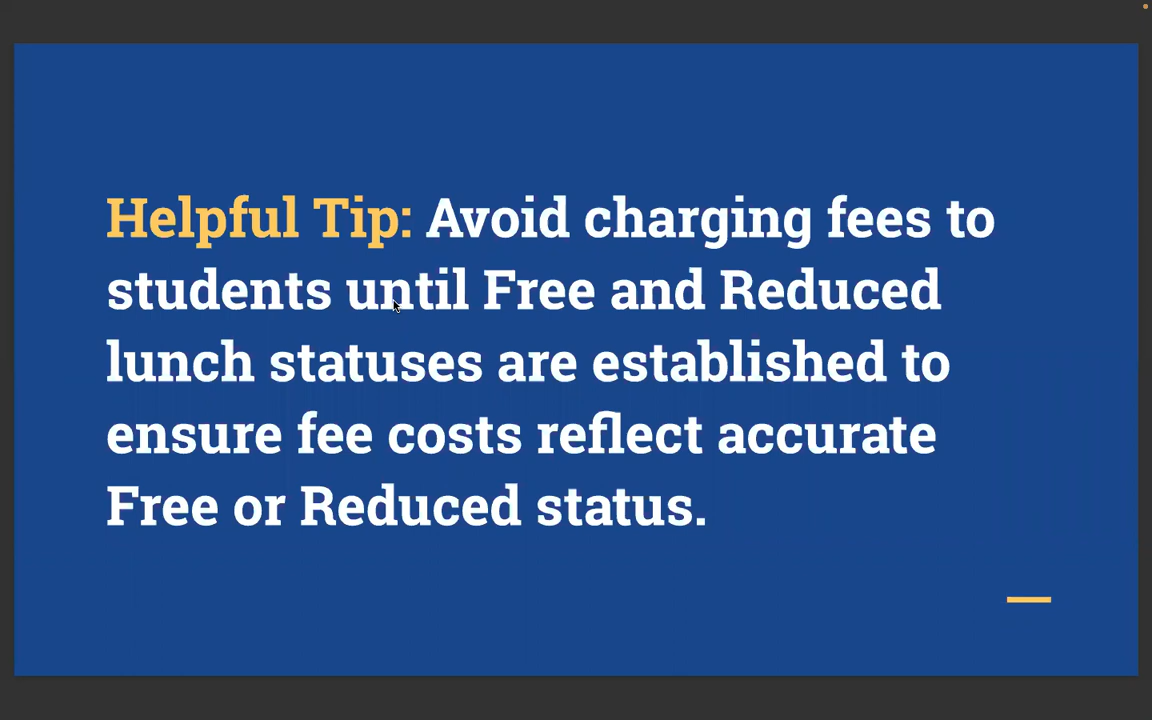 Helpful Tip: Avoid charging fees to
students until Free and Reduced
lunch statuses are established to
ensure fee costs reflect accurate
Free or Reduced status.